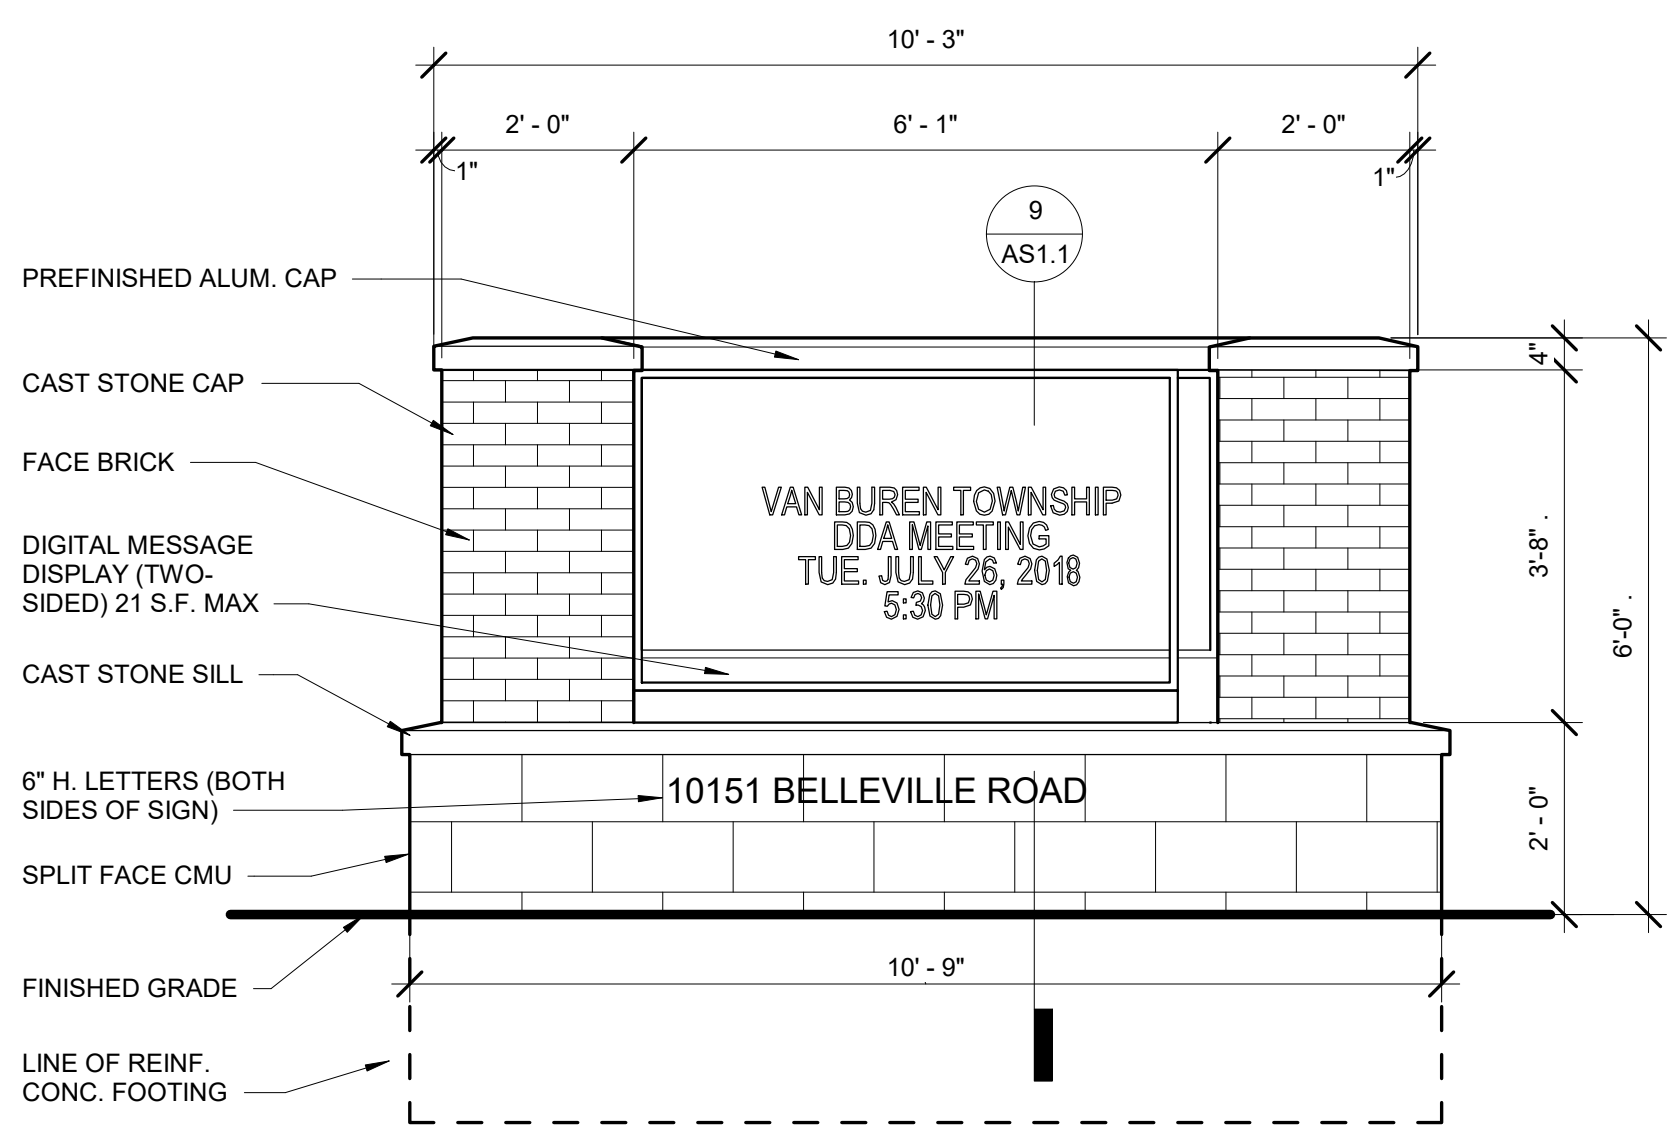 10' - 3"
2' - 0"
6' - 1"
2' - 0"
1"
1"
9
AS1.1
PREFINISHED ALUM. CAP
4"
CAST STONE CAP
FACE BRICK
VAN BUREN TOWNSHIP
DDA MEETING
TUE. JULY 26, 2018
5:30 PM
3'-8" .
DIGITAL MESSAGE
DISPLAY (TWO-
SIDED) 21 S.F. MAX
6'-0" .
CAST STONE SILL
6" H. LETTERS (BOTH
SIDES OF SIGN)
10151 BELLEVILLE ROAD
2' - 0"
SPLIT FACE CMU
FINISHED GRADE
10' - 9"
LINE OF REINF.
CONC. FOOTING